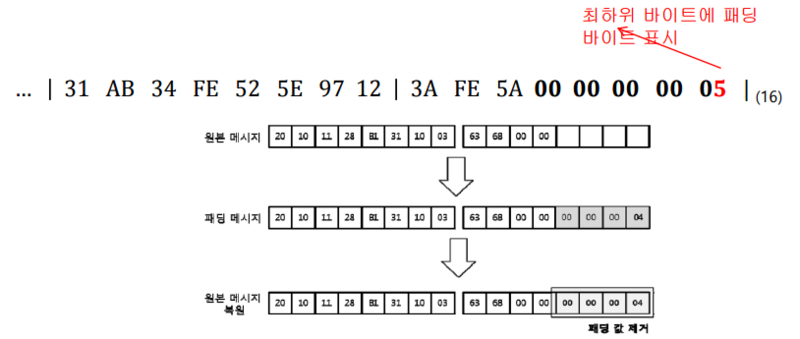 최하위 바이트에 패딩
바이트 표시
... | 31 AB 34 FE 52 5E 97 12 | 3A FE 5A 00 00 00 00 05 | (16)
원본 메시지 20 10 11 28 B1 31 10 03 63 68 00 00
패딩 메시지 20 10 11 28 B1 31 10 03 63 68 00 00 00 00 00 04
원본 메시지 20 10 11 28 B1 31 10 03 63 68 00 00 00 00 00 04
복원
패딩 값 제거